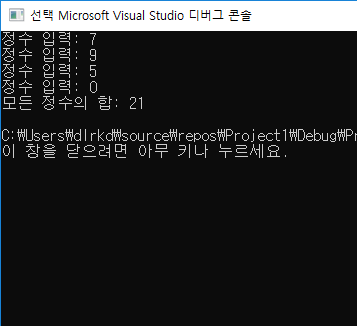 선택 Microsoft Visual Studio 디버그 콘솔
정수 입력: 7
정수 입력: 9
정수 입력: 5
정수 입력: 0
모든 정수의 합: 21
C:₩Users₩dlrkd₩source₩repos₩Project1₩Debug₩Pr
이 창을 닫으려면 아무 키나 누르세요.